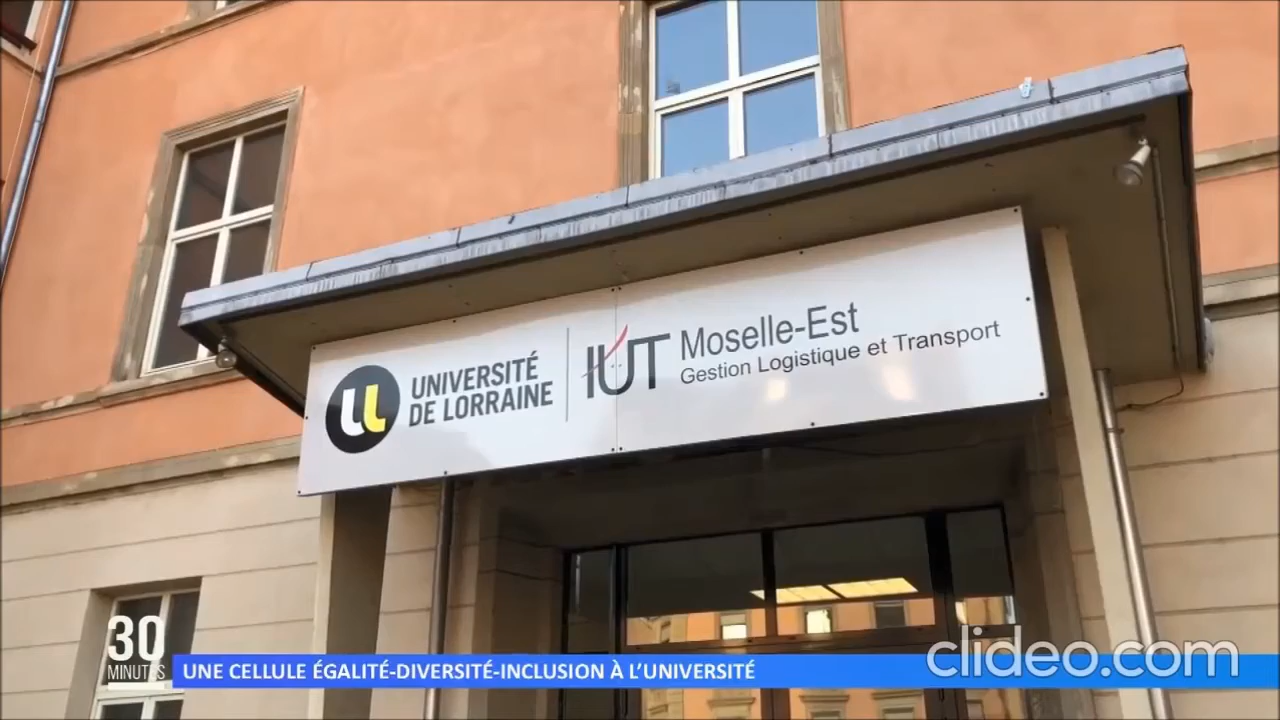 UNIVERSITÉ
DE LORRAINE
IUT
Moselle-Est
Gestion Logistique et Transport
30
MINUTES
UNE CELLULE ÉGALITÉ-DIVERSITÉ-INCLUSION À L’UNIVERSITÉ
clideo.com